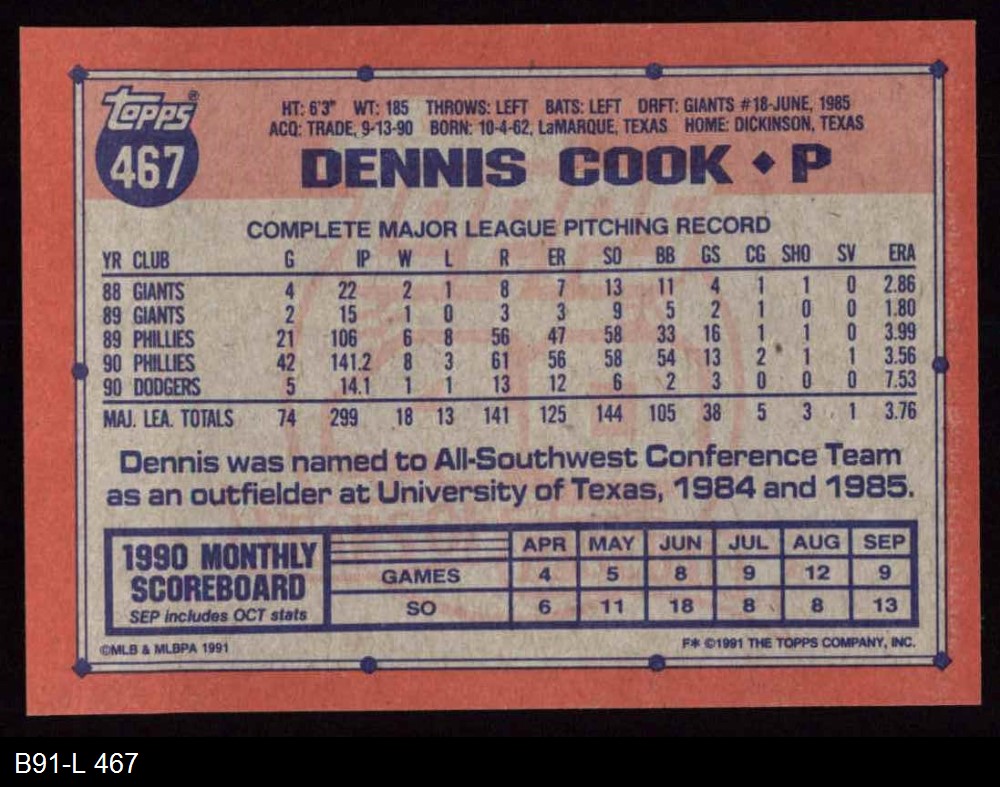 Topps®
467
HT: 6'3" WT: 185 THROWS: LEFT BATS: LEFT DRFT: GIANTS #18-JUNE, 1985
ACQ: TRADE, 9-13-90 BORN: 10-4-62, LaMARQUE, TEXAS HOME: DICKINSON, TEXAS
DENNIS COOK ◆ P
COMPLETE MAJOR LEAGUE PITCHING RECORD
YR CLUB G IP W L R ER SO BB GS CG SHO SV ERA
88 GIANTS 4 22 2 1 8 7 13 11 4 1 1 0 2.86
89 GIANTS 2 15 1 0 3 3 9 5 2 1 0 0 1.80
89 PHILLIES 21 106 6 8 56 47 58 33 16 1 1 0 3.99
90 PHILLIES 42 141.2 8 3 61 56 58 54 13 2 1 1 3.56
90 DODGERS 5 14.1 1 1 13 12 6 2 3 0 0 0 7.53
MAJ. LEA. TOTALS 74 299 18 13 141 125 144 105 38 5 3 1 3.76
Dennis was named to All-Southwest Conference Team
as an outfielder at University of Texas, 1984 and 1985.
1990 MONTHLY
SCOREBOARD
SEP includes OCT stats
APR MAY JUN JUL AUG SEP
GAMES 4 5 8 9 12 9
SO 6 11 18 8 8 13
©MLB & MLBPA 1991
F* ©1991 THE TOPPS COMPANY, INC.
B91-L 467